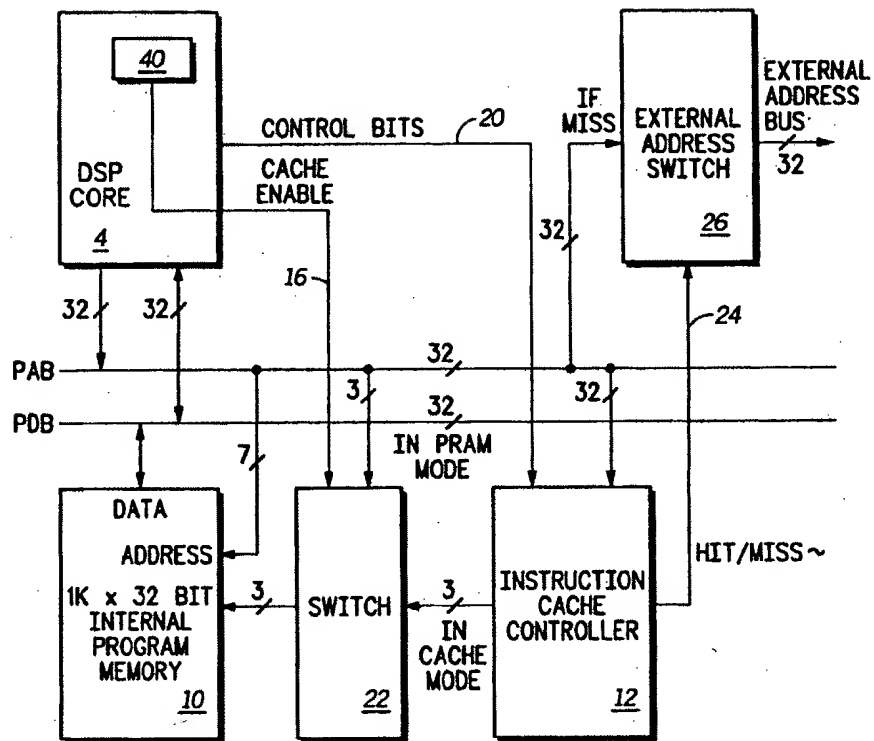 40
DSP
CORE
4
CONTROL BITS
20
CACHE
ENABLE
16
IF
MISS
EXTERNAL
ADDRESS
SWITCH
26
EXTERNAL
ADDRESS
BUS
32
32
24
32
32
PAB
32
3
32
PDB
32
7
IN PRAM
MODE
DATA
ADDRESS
1K x 32 BIT
INTERNAL
PROGRAM
MEMORY
10
3
SWITCH
22
3
IN
CACHE
MODE
INSTRUCTION
CACHE
CONTROLLER
12
HIT/MISS~